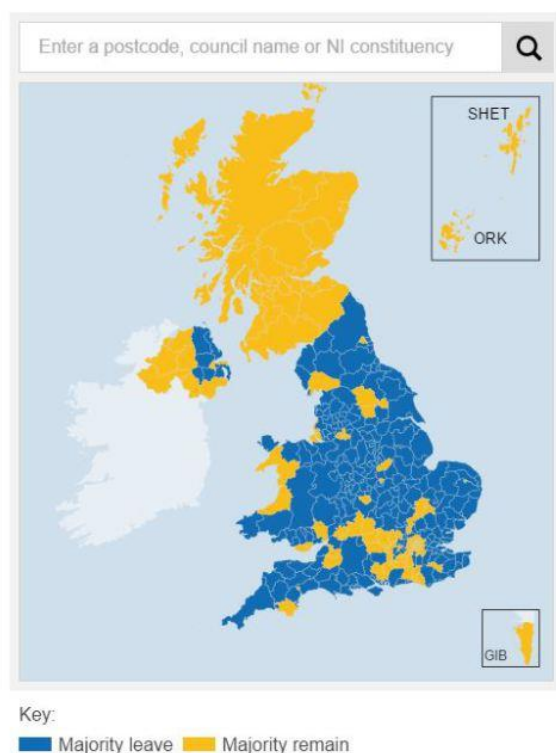 Enter a postcode, council name or NI constituency
SHET
ORK
GIB
Key:
Majority leave Majority remain